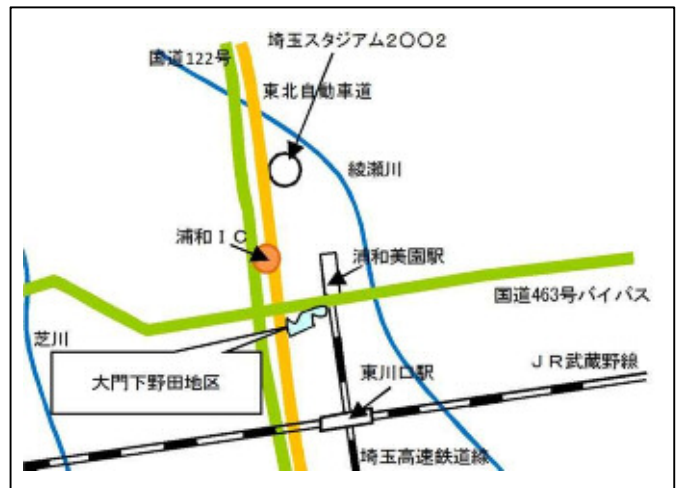 埼玉スタジアム2〇〇2
国道122号
東北自動車道
綾瀬川
浦和IC
浦和美園駅
国道463号バイパス
芝川
大門下野田地区
東川口駅
JR武蔵野線
埼玉高速鉄道線